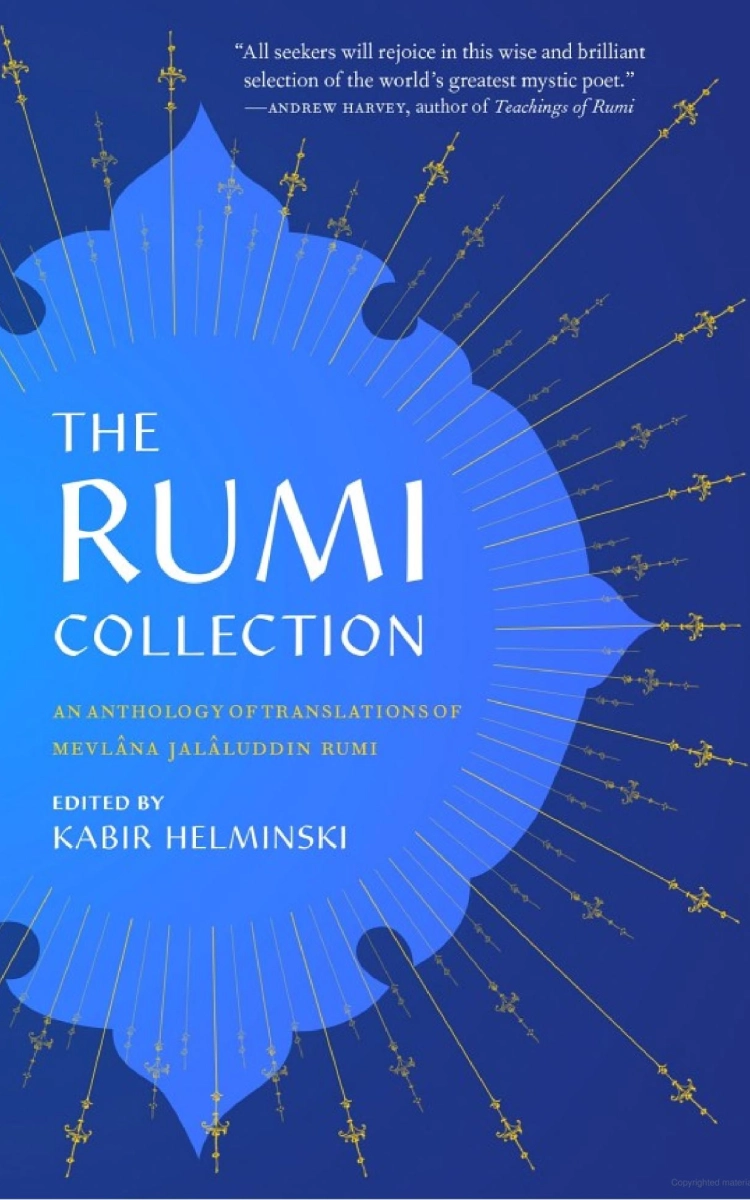 “All seekers will rejoice in this wise and brilliant
selection of the world’s greatest mystic poet.”
—ANDREW HARVEY, author of Teachings of Rumi
THE
RUMI
COLLECTION
AN ANTHOLOGY OF TRANSLATIONS OF
MEVLÂNA JALÂLUDDIN RUMI
EDITED BY
KABIR HELMINSKI
Copyrighted